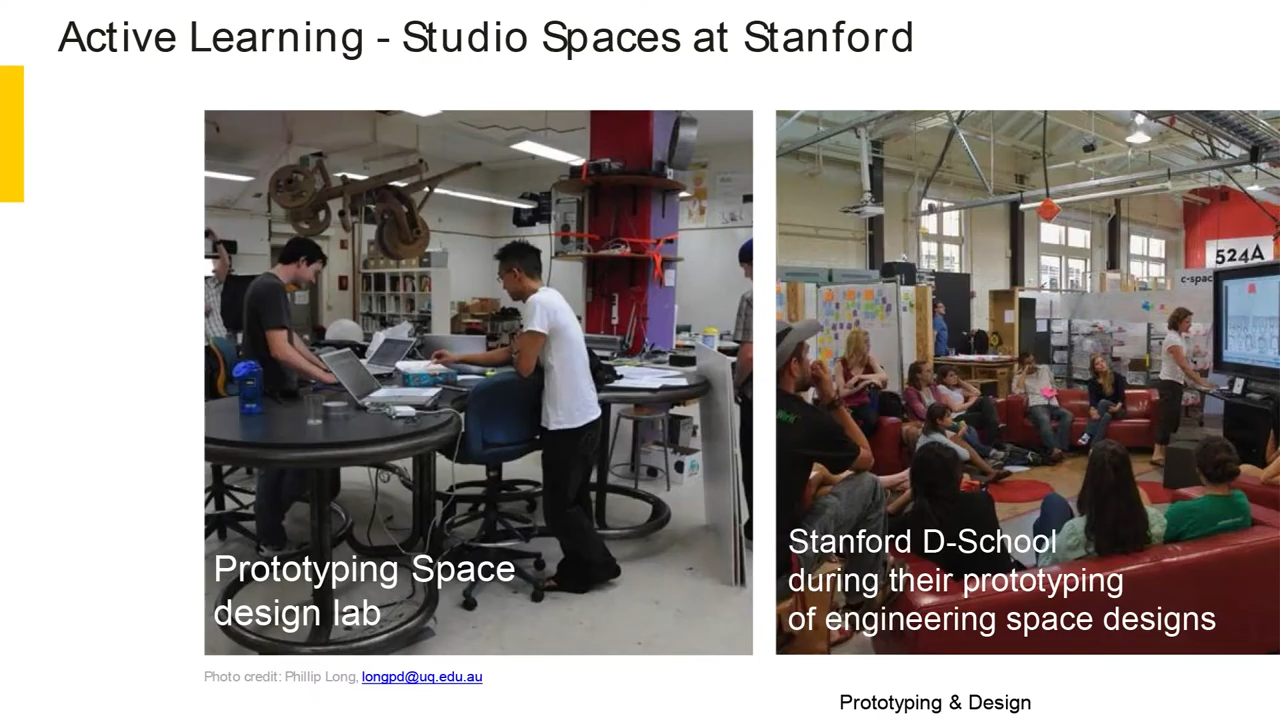 Active Learning - Studio Spaces at Stanford
524A
c-spac
Prototyping Space
design lab
Stanford D-School
during their prototyping
of engineering space designs
Photo credit: Phillip Long, longpd@uq.edu.au
Prototyping & Design